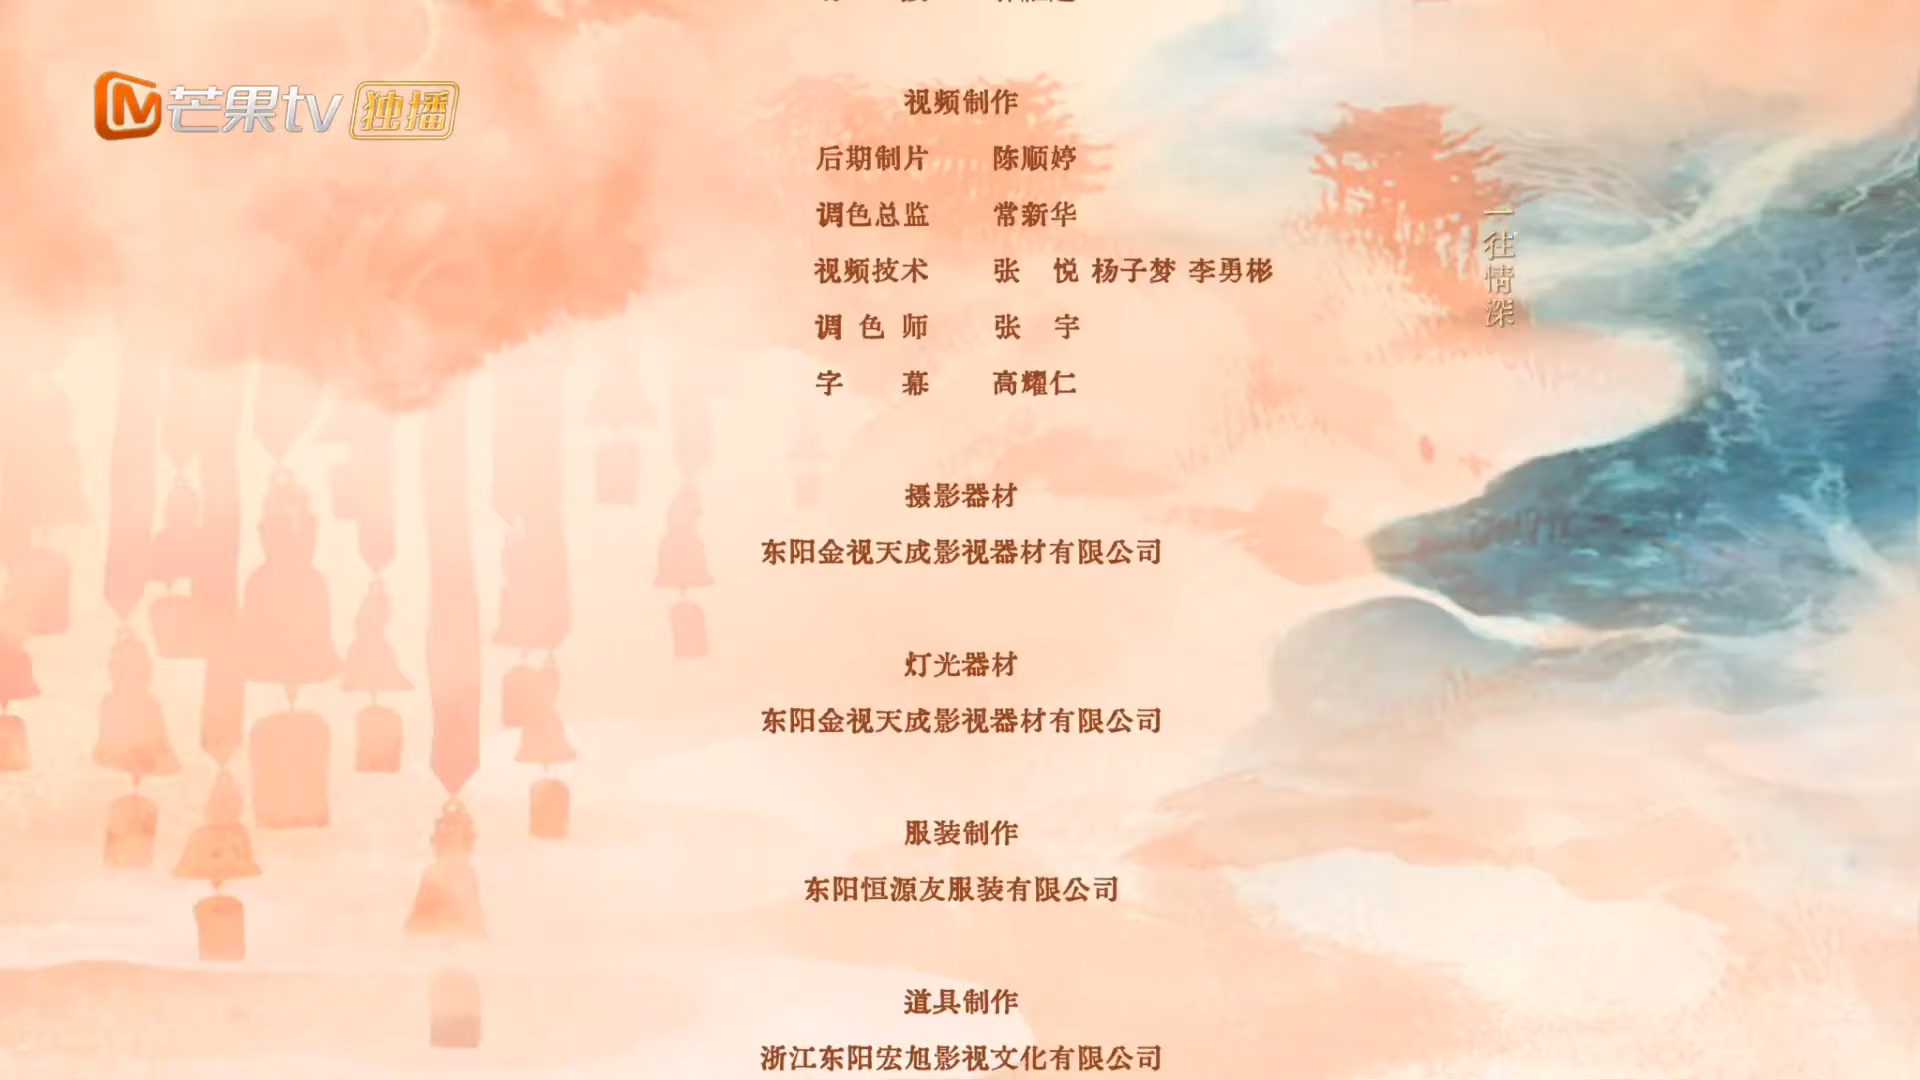 芒果tv 独播
视频制作
后期制片 陈顺婷
调色总监 常新华
视频技术 张 悦 杨子梦 李勇彬
调色师 张 宇
字 幕 高耀仁
摄影器材
东阳金视天成影视器材有限公司
灯光器材
东阳金视天成影视器材有限公司
服装制作
东阳恒源友服装有限公司
道具制作
浙江东阳宏旭影视文化有限公司
一往情深